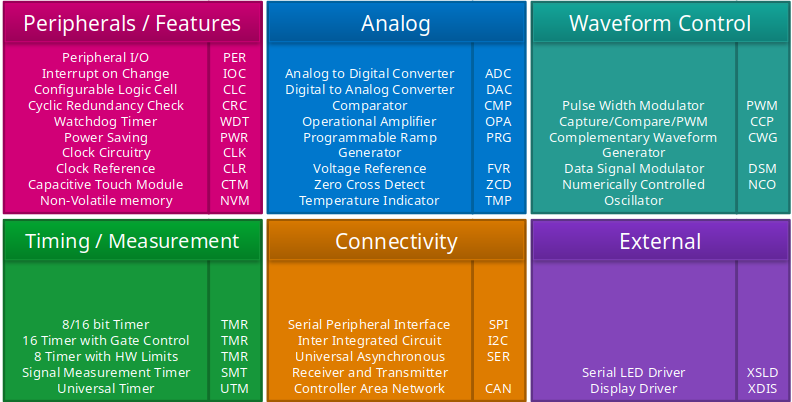 Peripherals / Features
Peripheral I/O PER
Interrupt on Change IOC
Configurable Logic Cell CLC
Cyclic Redundancy Check CRC
Watchdog Timer WDT
Power Saving PWR
Clock Circuitry CLK
Clock Reference CLR
Capacitive Touch Module CTM
Non-Volatile memory NVM
Analog
Analog to Digital Converter ADC
Digital to Analog Converter DAC
Comparator CMP
Operational Amplifier OPA
Programmable Ramp PRG
Generator
Voltage Reference FVR
Zero Cross Detect ZCD
Temperature Indicator TMP
Waveform Control
Pulse Width Modulator PWM
Capture/Compare/PWM CCP
Complementary Waveform CWG
Generator
Data Signal Modulator DSM
Numerically Controlled NCO
Oscillator
Timing / Measurement
8/16 bit Timer TMR
16 Timer with Gate Control TMR
8 Timer with HW Limits TMR
Signal Measurement Timer SMT
Universal Timer UTM
Connectivity
Serial Peripheral Interface SPI
Inter Integrated Circuit I2C
Universal Asynchronous SER
Receiver and Transmitter
Controller Area Network CAN
External
Serial LED Driver XSLD
Display Driver XDIS